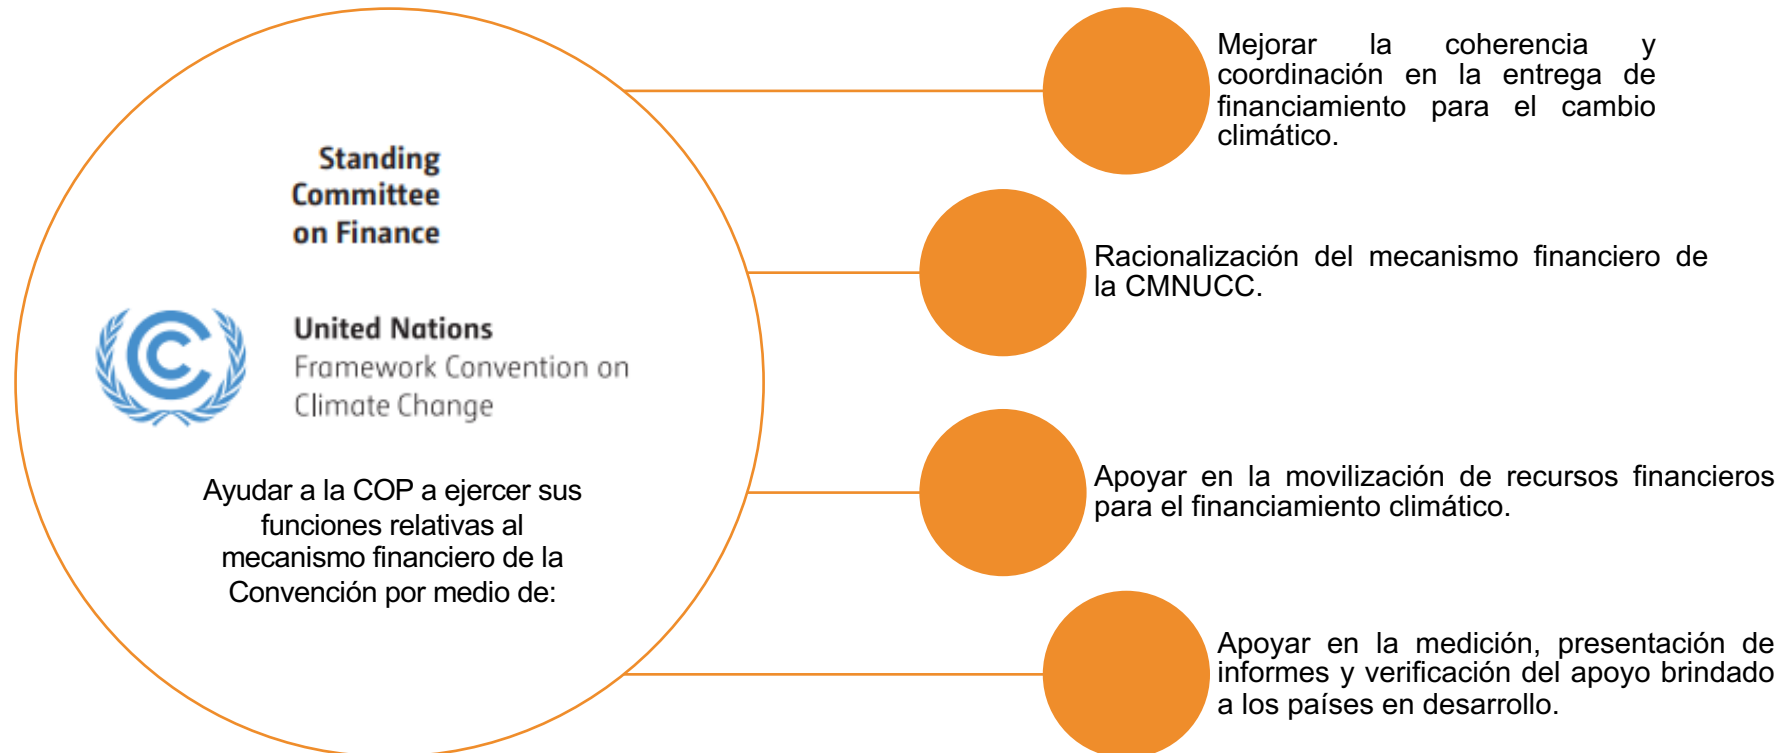 Standing
Committee
on Finance
United Nations
Framework Convention on
Climate Change
Ayudar a la COP a ejercer sus
funciones relativas al
mecanismo financiero de la
Convención por medio de:
Mejorar la coherencia y
coordinación en la entrega de
financiamiento para el cambio
climático.
Racionalización del mecanismo financiero de
la CMNUCC.
Apoyar en la movilización de recursos financieros
para el financiamiento climático.
Apoyar en la medición, presentación de
informes y verificación del apoyo brindado
a los países en desarrollo.